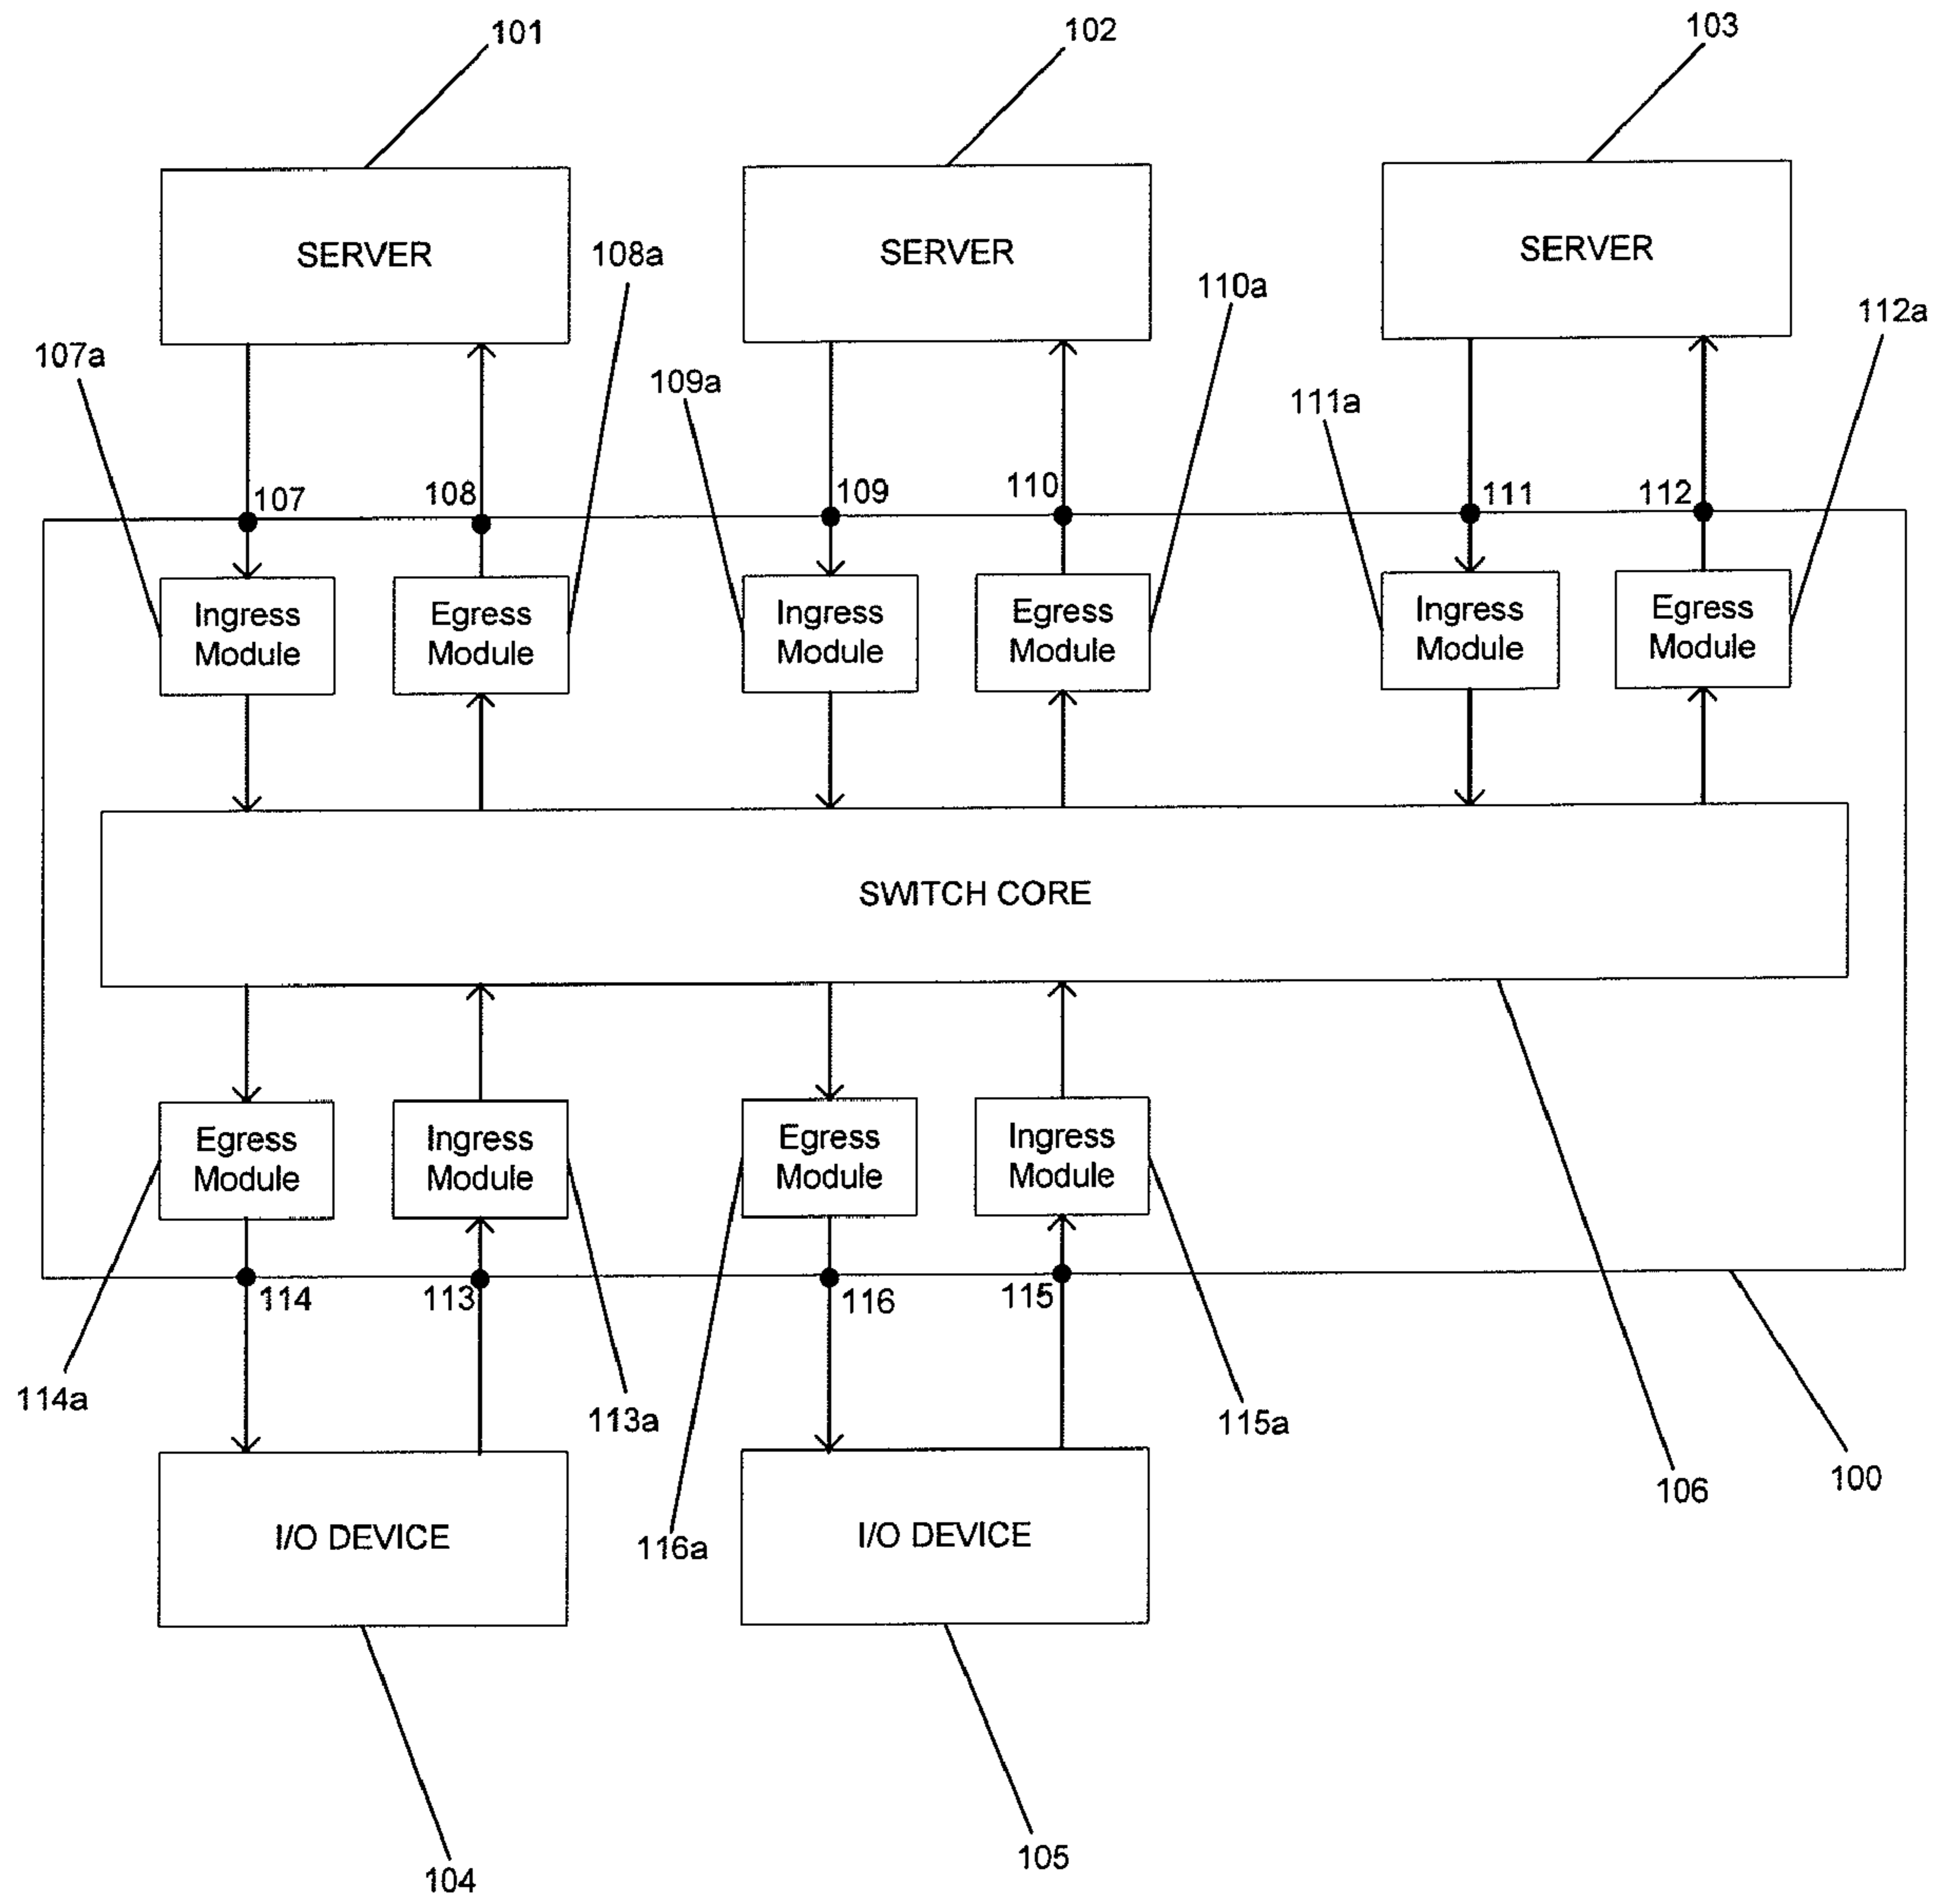 101
102
103
SERVER
SERVER
SERVER
108a
110a
112a
107a
109a
111a
107
108
109
110
111
112
Ingress
Module
Egress
Module
Ingress
Module
Egress
Module
Ingress
Module
Egress
Module
SWITCH CORE
Egress
Module
Ingress
Module
Egress
Module
Ingress
Module
114
113
116
115
114a
113a
115a
100
106
116a
I/O DEVICE
I/O DEVICE
105
104